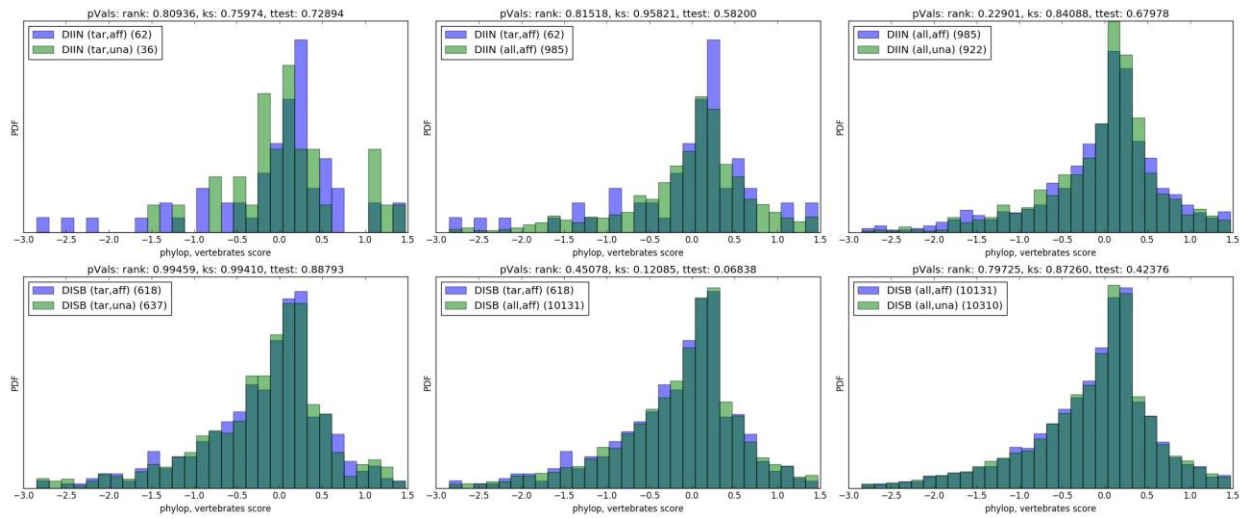 pVals: rank: 0.80936, ks: 0.75974, ttest: 0.72894
DIIN (tar,aff) (62)
DIIN (tar,una) (36)
PDF
−3.0 −2.5 −2.0 −1.5 −1.0 −0.5 0.0 0.5 1.0 1.5
phylop, vertebrates score
pVals: rank: 0.81518, ks: 0.95821, ttest: 0.58200
DIIN (tar,aff) (62)
DIIN (all,aff) (985)
PDF
−3.0 −2.5 −2.0 −1.5 −1.0 −0.5 0.0 0.5 1.0 1.5
phylop, vertebrates score
pVals: rank: 0.22901, ks: 0.84088, ttest: 0.67978
DIIN (all,aff) (985)
DIIN (all,una) (922)
PDF
−3.0 −2.5 −2.0 −1.5 −1.0 −0.5 0.0 0.5 1.0 1.5
phylop, vertebrates score
pVals: rank: 0.99459, ks: 0.99410, ttest: 0.88793
DISB (tar,aff) (618)
DISB (tar,una) (637)
PDF
−3.0 −2.5 −2.0 −1.5 −1.0 −0.5 0.0 0.5 1.0 1.5
phylop, vertebrates score
pVals: rank: 0.45078, ks: 0.12085, ttest: 0.06838
DISB (tar,aff) (618)
DISB (all,aff) (10131)
PDF
−3.0 −2.5 −2.0 −1.5 −1.0 −0.5 0.0 0.5 1.0 1.5
phylop, vertebrates score
pVals: rank: 0.79725, ks: 0.87260, ttest: 0.42376
DISB (all,aff) (10131)
DISB (all,una) (10310)
PDF
−3.0 −2.5 −2.0 −1.5 −1.0 −0.5 0.0 0.5 1.0 1.5
phylop, vertebrates score